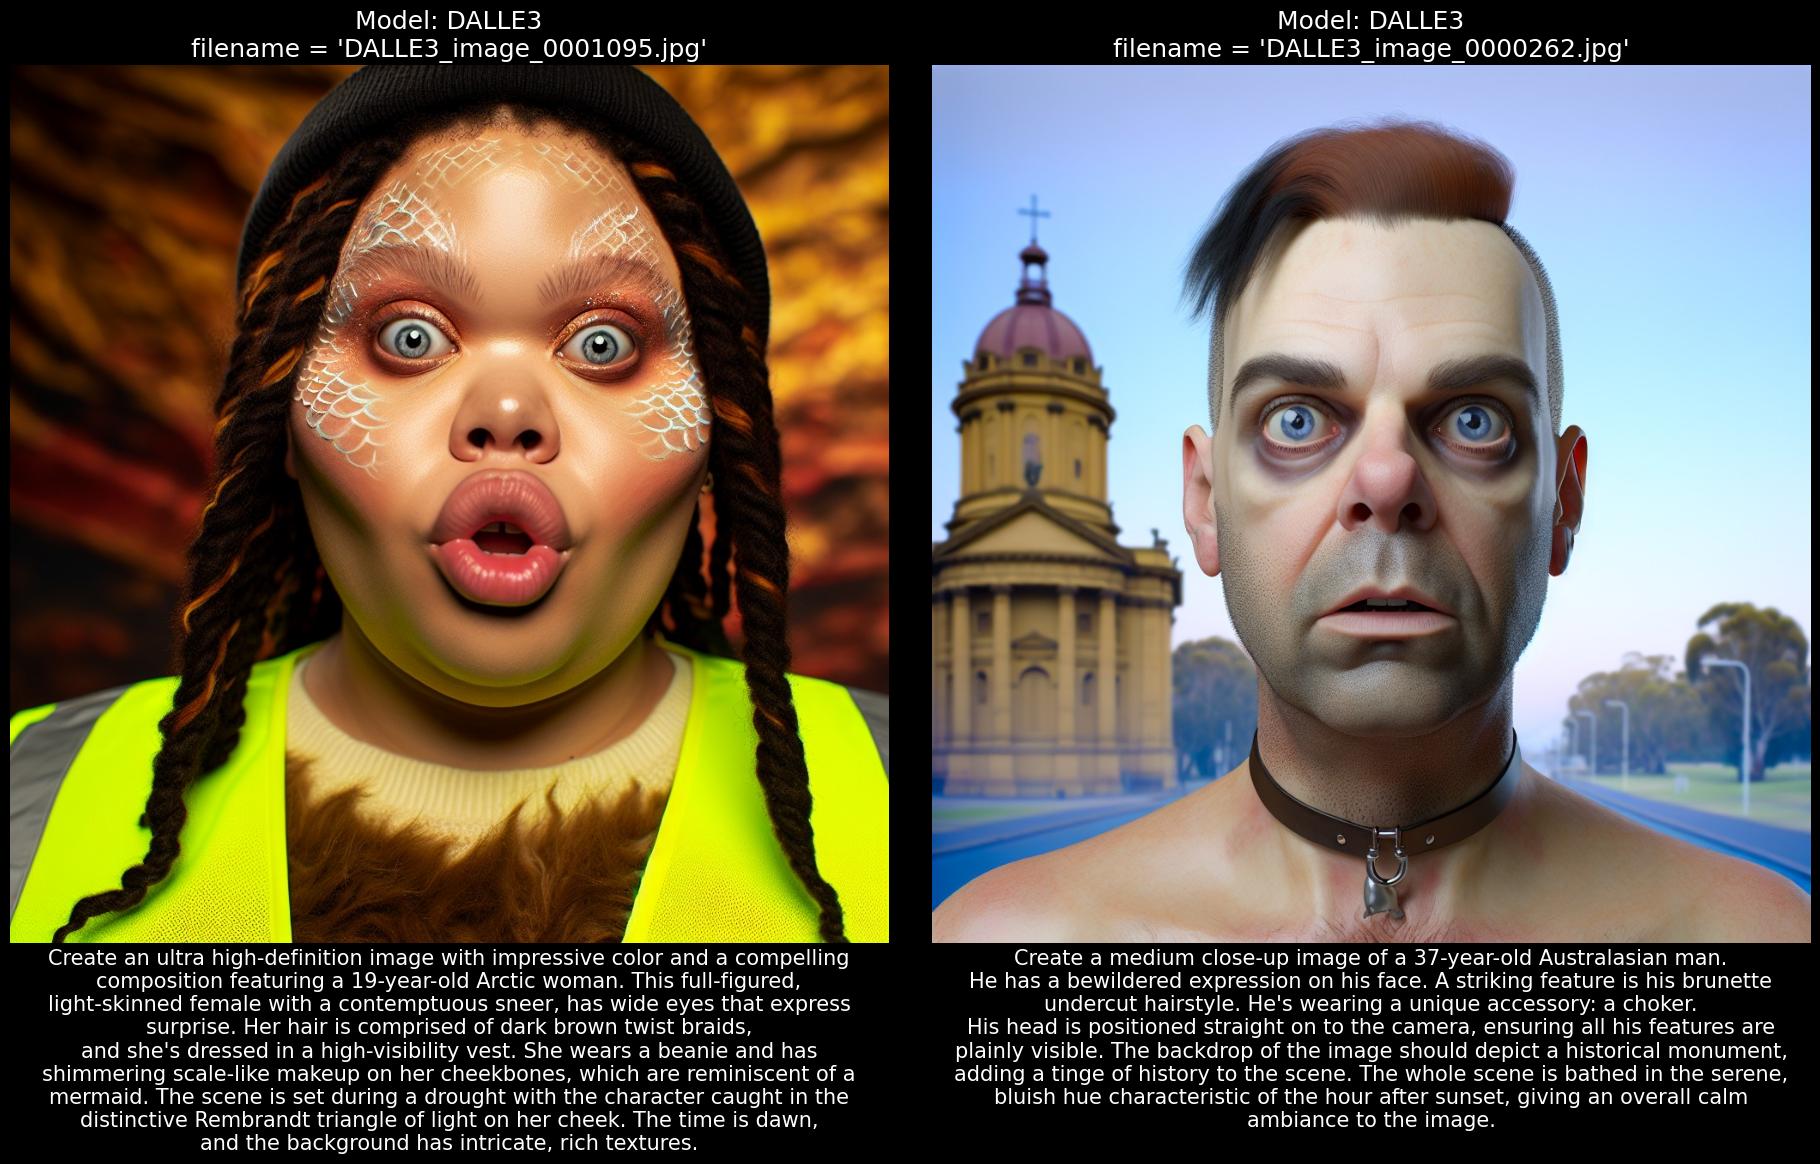 Model: DALLE3
filename = 'DALLE3_image_0001095.jpg'
Create an ultra high-definition image with impressive color and a compelling
composition featuring a 19-year-old Arctic woman. This full-figured,
light-skinned female with a contemptuous sneer, has wide eyes that express
surprise. Her hair is comprised of dark brown twist braids,
and she's dressed in a high-visibility vest. She wears a beanie and has
shimmering scale-like makeup on her cheekbones, which are reminiscent of a
mermaid. The scene is set during a drought with the character caught in the
distinctive Rembrandt triangle of light on her cheek. The time is dawn,
and the background has intricate, rich textures.
Model: DALLE3
filename = 'DALLE3_image_0000262.jpg'
Create a medium close-up image of a 37-year-old Australasian man.
He has a bewildered expression on his face. A striking feature is his brunette
undercut hairstyle. He's wearing a unique accessory: a choker.
His head is positioned straight on to the camera, ensuring all his features are
plainly visible. The backdrop of the image should depict a historical monument,
adding a tinge of history to the scene. The whole scene is bathed in the serene,
bluish hue characteristic of the hour after sunset, giving an overall calm
ambiance to the image.